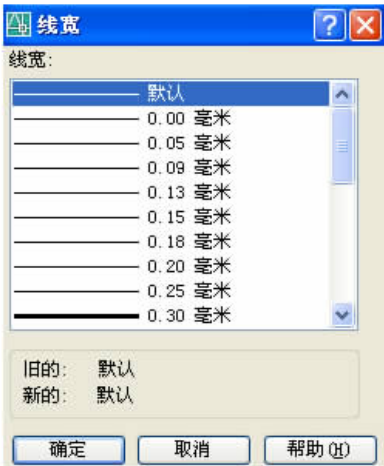 线宽
线宽:
默认
0.00 毫米
0.05 毫米
0.09 毫米
0.13 毫米
0.15 毫米
0.18 毫米
0.20 毫米
0.25 毫米
0.30 毫米
旧的: 默认
新的: 默认
确定 取消 帮助(H)